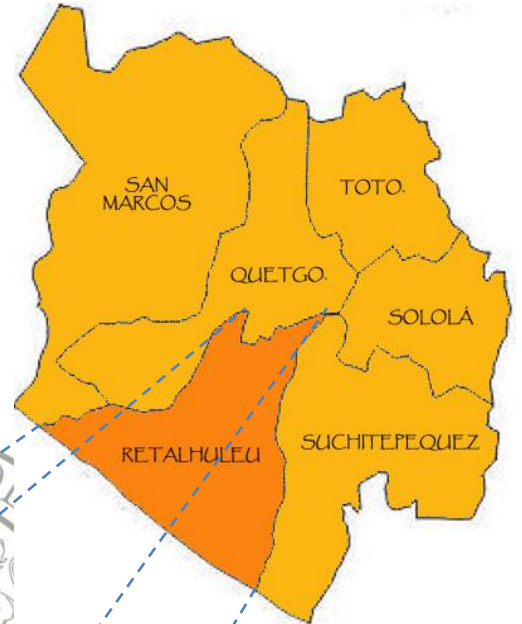 SAN
MARCOS
TOTO.
QUETGO.
SOLOLÁ
RETALHULEU
SUCHITEPEQUEZ